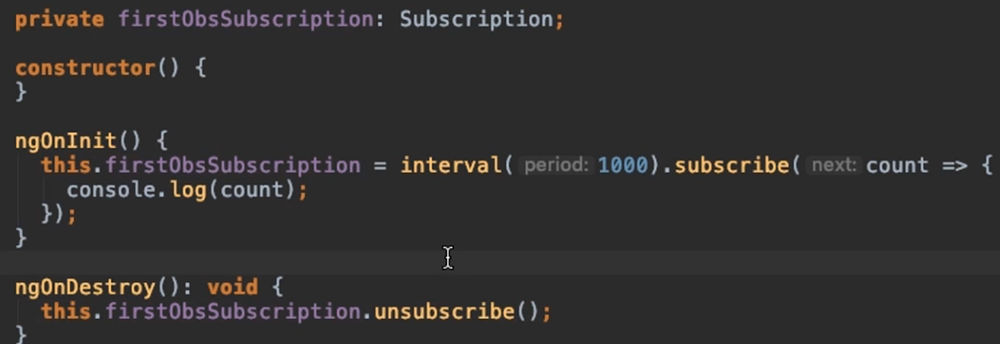 private firstObsSubscription: Subscription;
constructor() {
}
ngOnInit() {
this.firstObsSubscription = interval( period: 1000).subscribe( next: count => {
console.log(count);
});
}
ngOnDestroy(): void {
this.firstObsSubscription.unsubscribe();
}